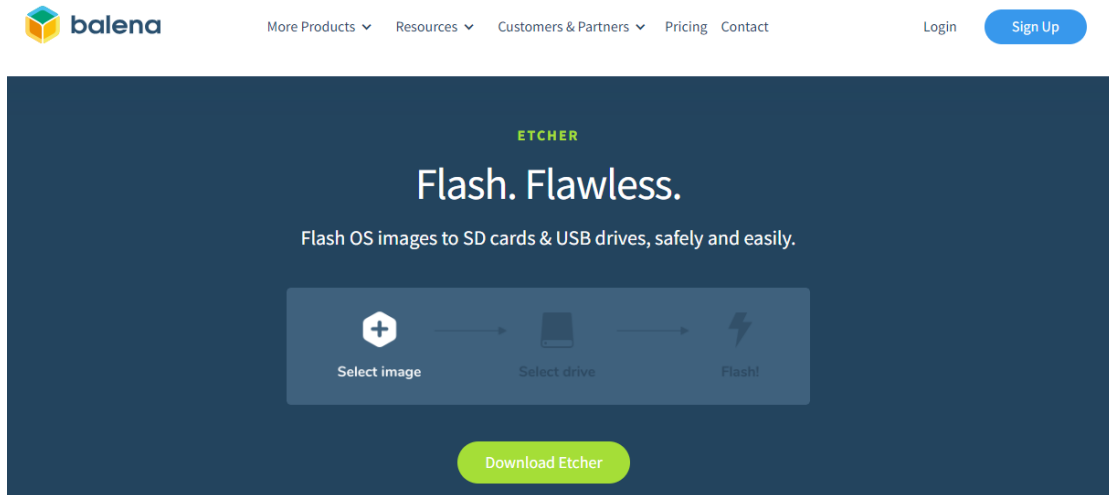 balena
More Products Resources Customers & Partners Pricing Contact Login Sign Up
ETCHER
Flash. Flawless.
Flash OS images to SD cards & USB drives, safely and easily.
Select image Select drive Flash!
Download Etcher